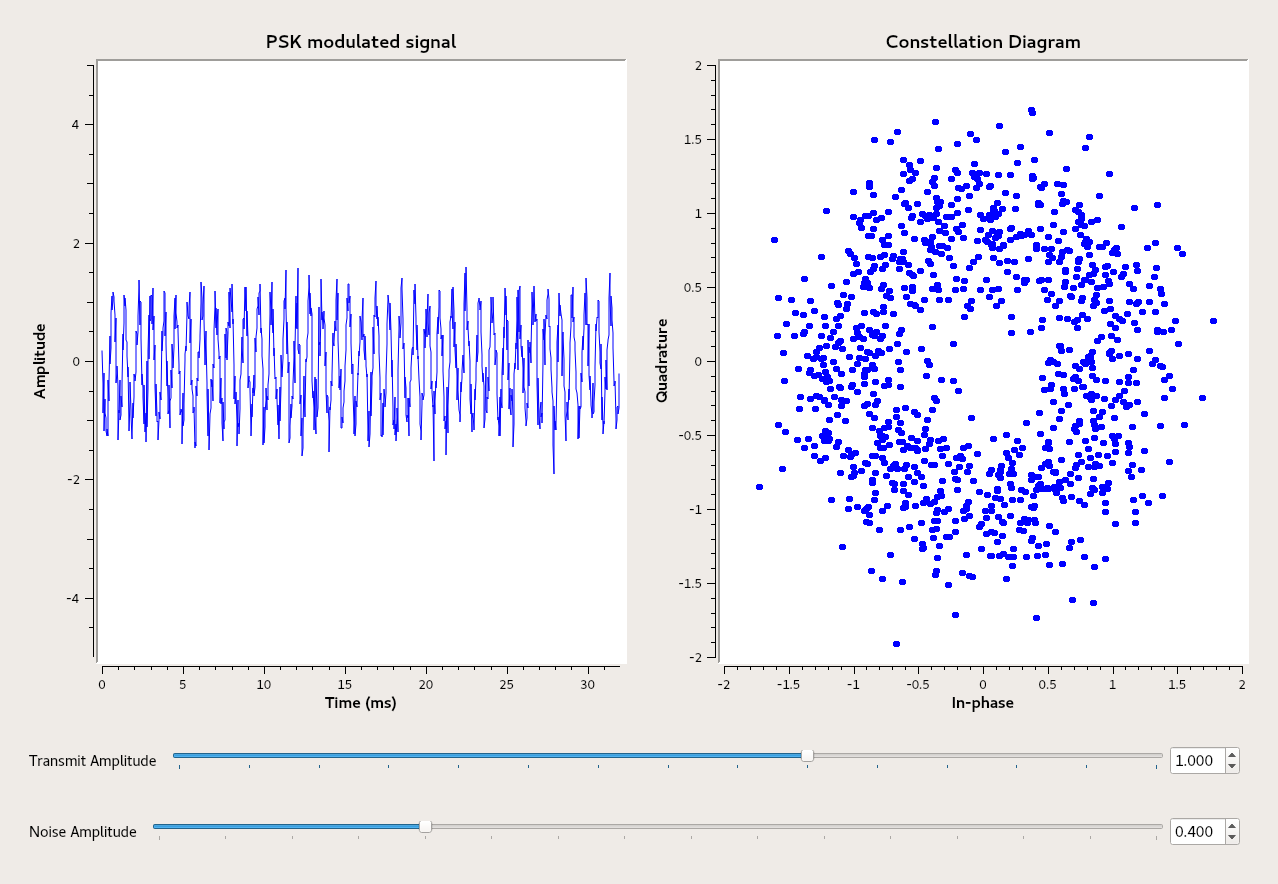 PSK modulated signal
Amplitude
4
2
0
-2
-4
0 5 10 15 20 25 30
Time (ms)
Constellation Diagram
Quadrature
2
1.5
1
0.5
0
-0.5
-1
-1.5
-2
-2 -1.5 -1 -0.5 0 0.5 1 1.5 2
In-phase
Transmit Amplitude 1.000
Noise Amplitude 0.400